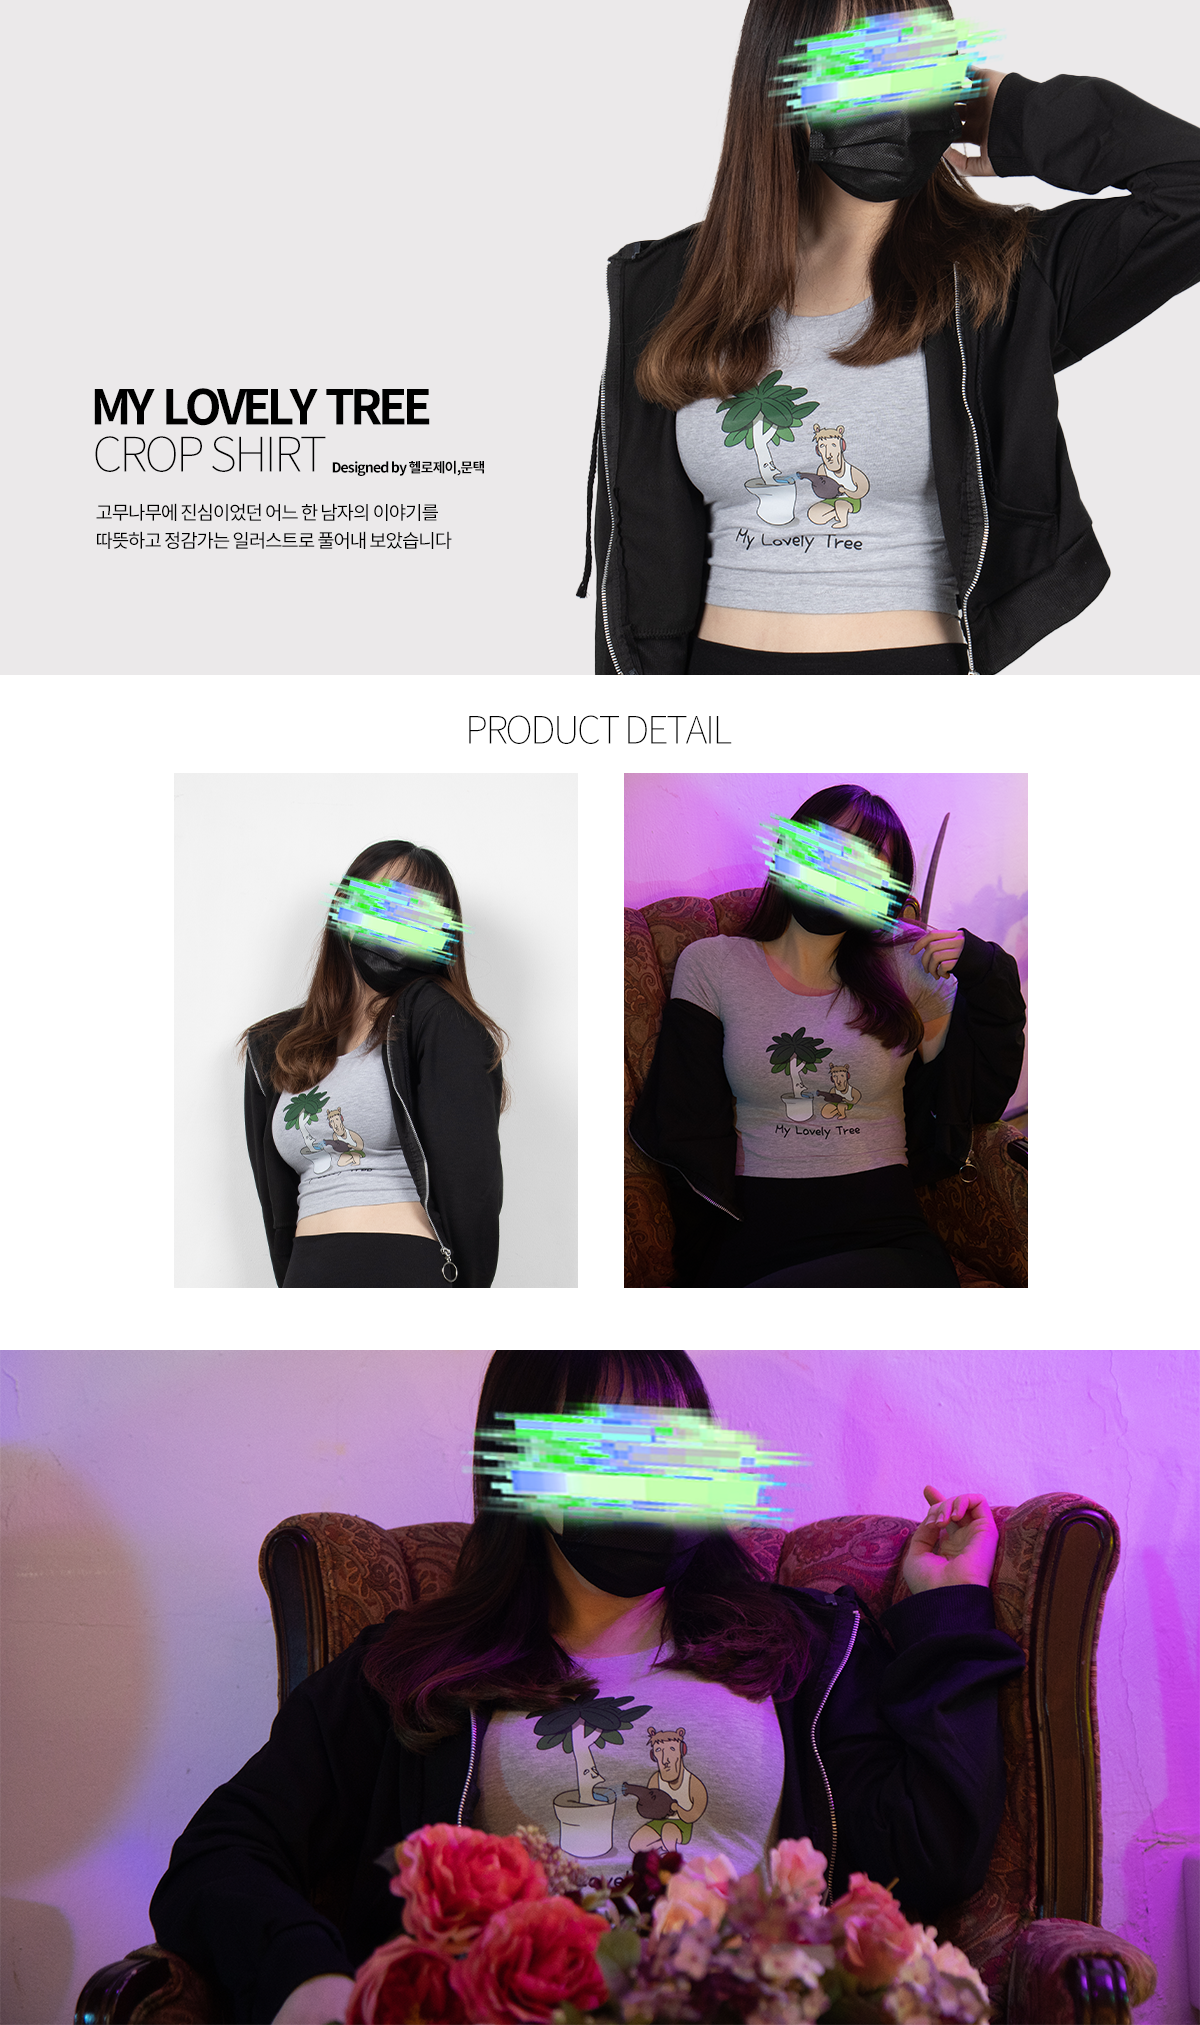 MY LOVELY TREE
CROP SHIRT Designed by 헬로제이,문택
고무나무에 진심이었던 어느 한 남자의 이야기를
따뜻하고 정감가는 일러스트로 풀어내 보았습니다
My Lovely Tree
PRODUCT DETAIL
My Lovely Tree